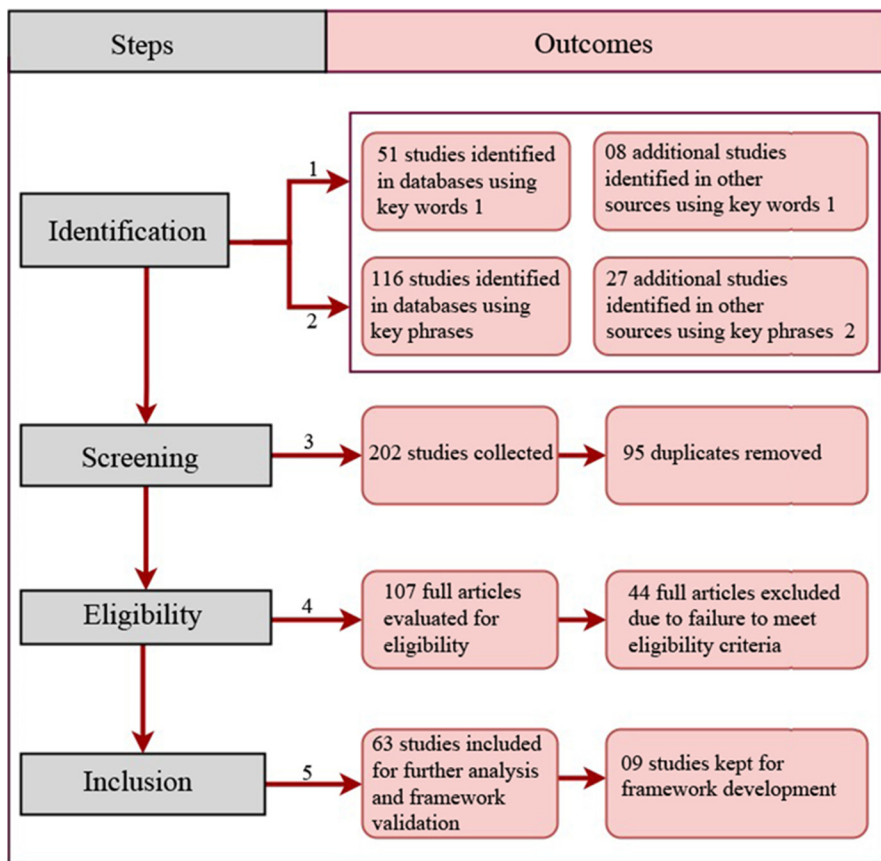 Steps
Outcomes
Identification
1
51 studies identified
in databases using
key words 1
08 additional studies
identified in other
sources using key words 1
2
116 studies identified
in databases using
key phrases
27 additional studies
identified in other
sources using key phrases 2
Screening
3
202 studies collected
95 duplicates removed
Eligibility
4
107 full articles
evaluated for
eligibility
44 full articles excluded
due to failure to meet
eligibility criteria
Inclusion
5
63 studies included
for further analysis
and framework
validation
09 studies kept for
framework development